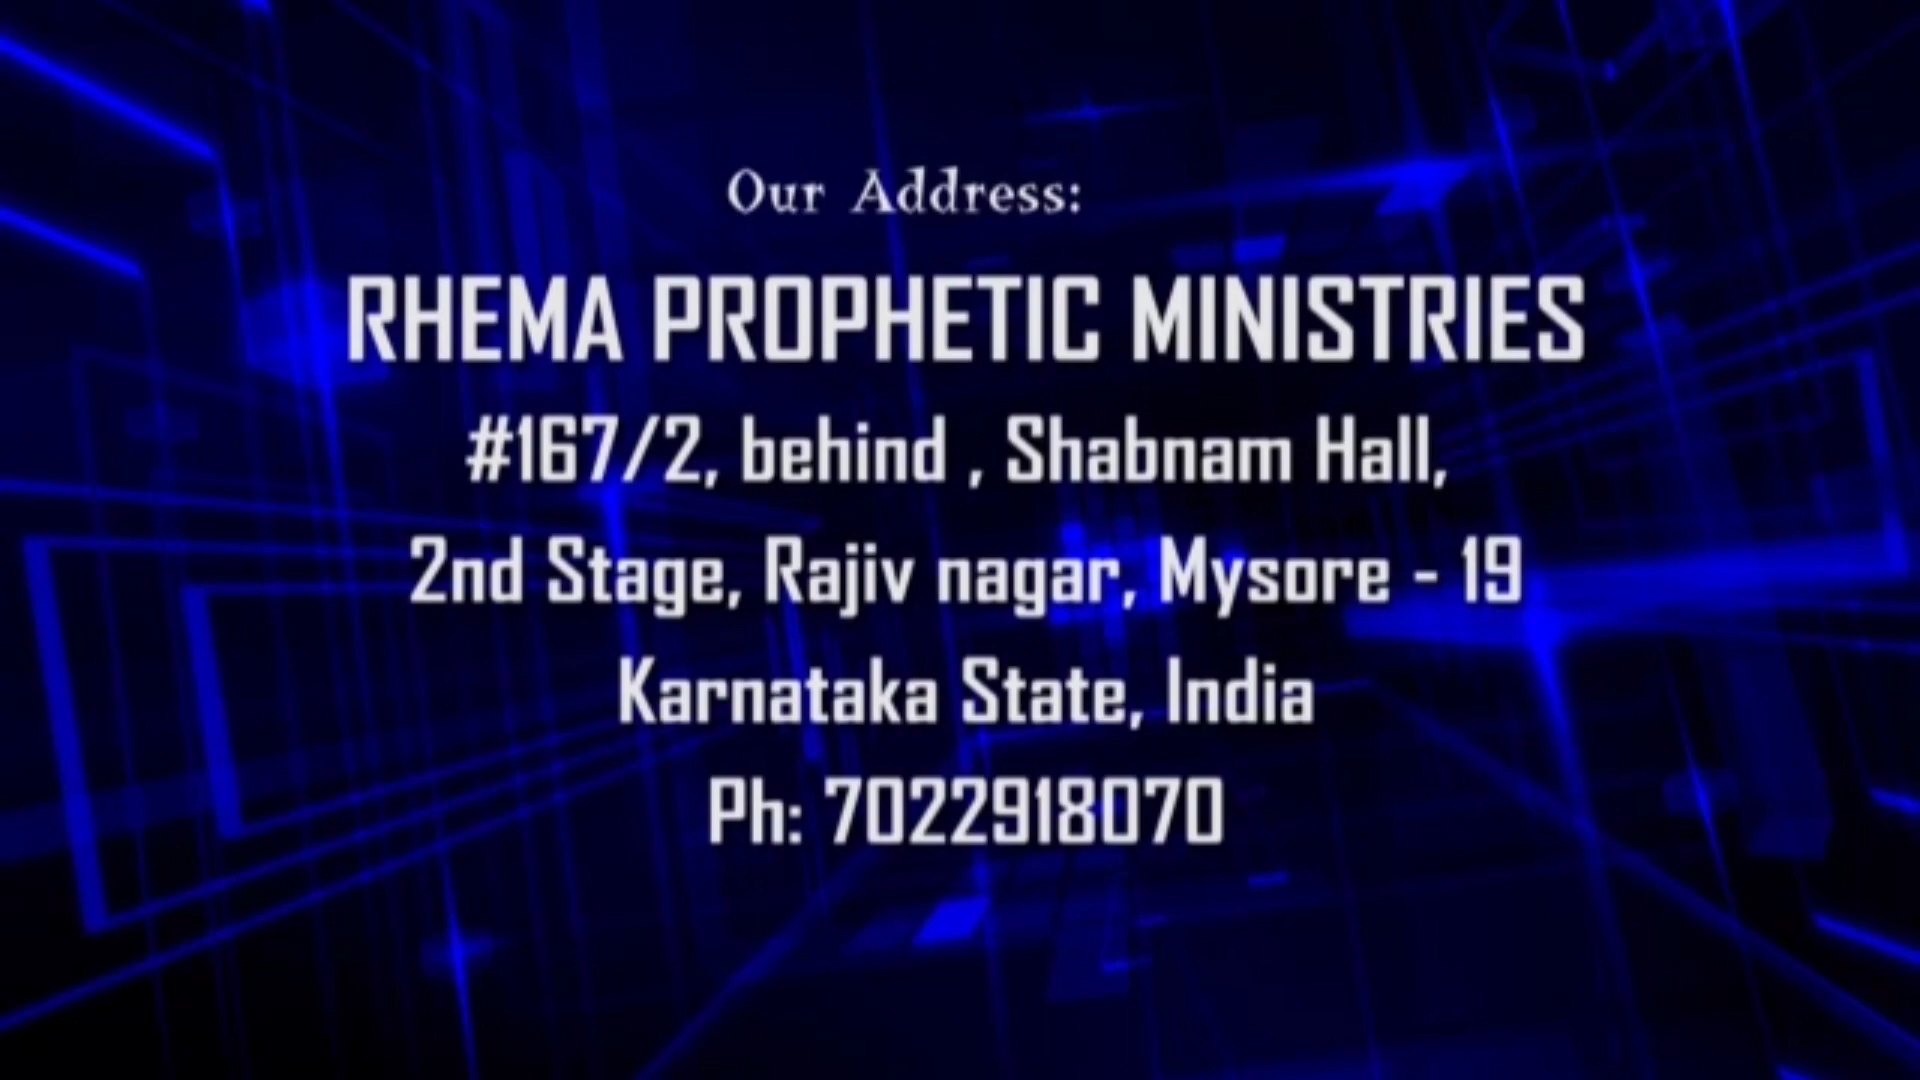 Our Address:
RHEMA PROPHETIC MINISTRIES
#167/2, behind , Shabnam Hall,
2nd Stage, Rajiv nagar, Mysore - 19
Karnataka State, India
Ph: 7022918070